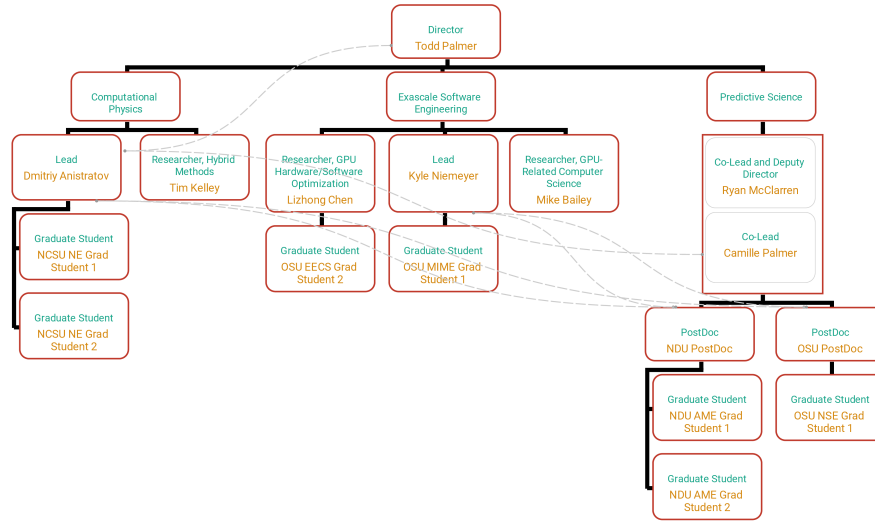 Director
Todd Palmer
Computational
Physics
Exascale Software
Engineering
Predictive Science
Lead
Dmitriy Anistratov
Researcher, Hybrid
Methods
Tim Kelley
Researcher, GPU
Hardware/Software
Optimization
Lizhong Chen
Lead
Kyle Niemeyer
Researcher, GPU-
Related Computer
Science
Mike Bailey
Co-Lead and Deputy
Director
Ryan McClarren
Co-Lead
Camille Palmer
Graduate Student
NCSU NE Grad
Student 1
Graduate Student
OSU EECS Grad
Student 2
Graduate Student
OSU MIME Grad
Student 1
Graduate Student
NCSU NE Grad
Student 2
PostDoc
NDU PostDoc
PostDoc
OSU PostDoc
Graduate Student
NDU AME Grad
Student 1
Graduate Student
OSU NSE Grad
Student 1
Graduate Student
NDU AME Grad
Student 2